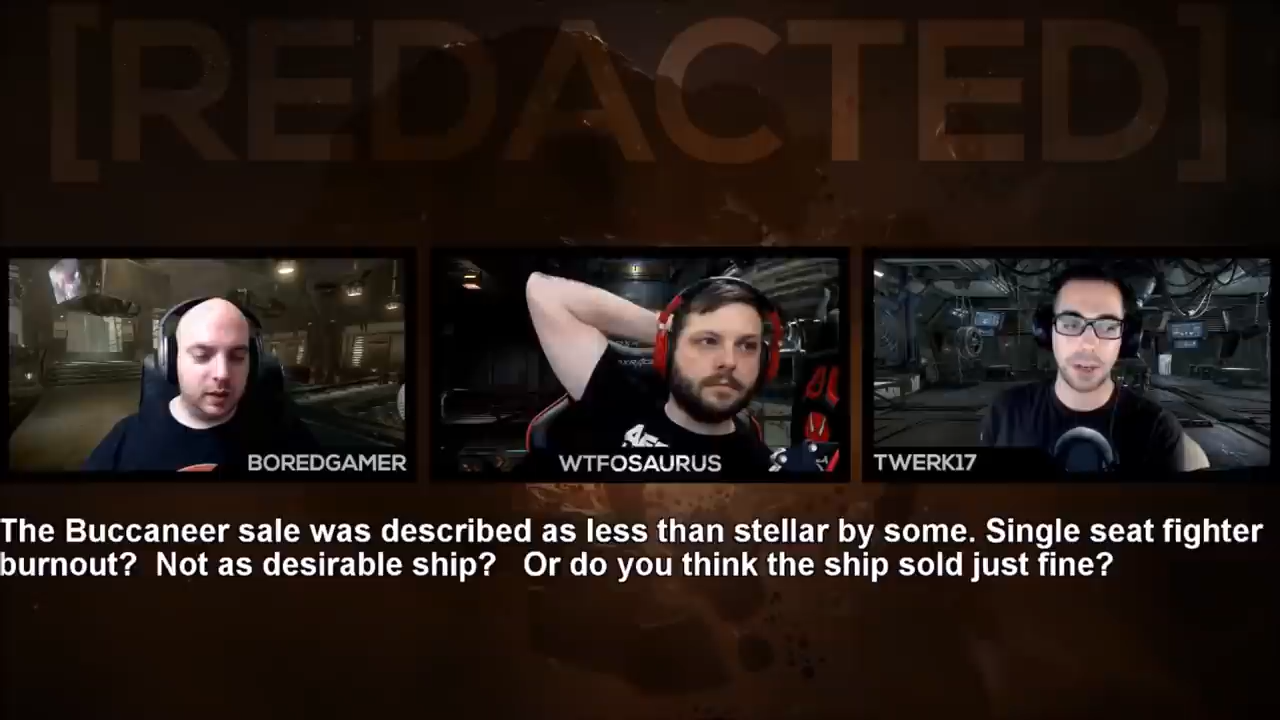 [REDACTED]
BOREDGAMER
WTFOSAURUS
TWERK17
The Buccaneer sale was described as less than stellar by some. Single seat fighter
burnout?  Not as desirable ship?   Or do you think the ship sold just fine?